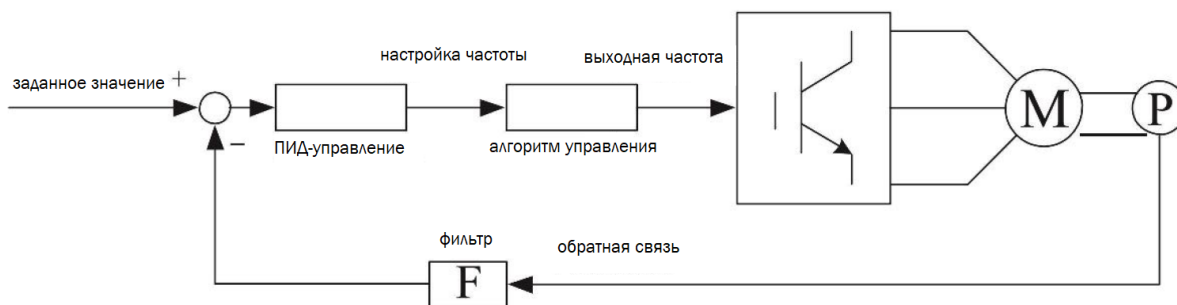 заданное значение +
настройка частоты
выходная частота
−
ПИД-управление
алгоритм управления
M
P
фильтр
F
обратная связь